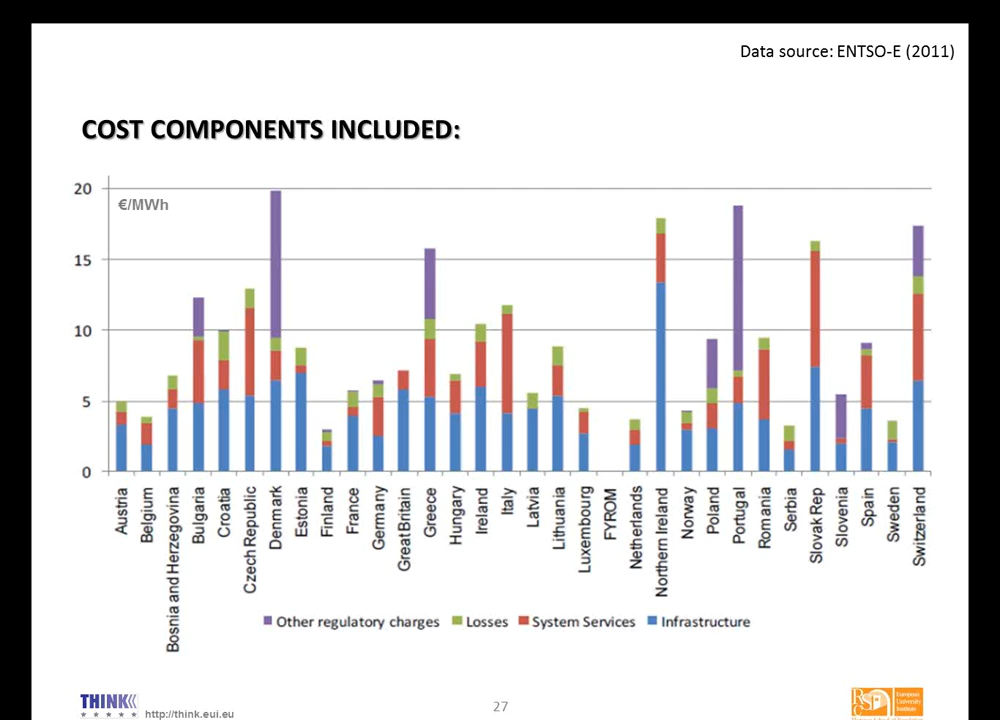 Data source: ENTSO-E (2011)
COST COMPONENTS INCLUDED:
€/MWh
20
15
10
5
0
Austria
Belgium
Bosnia and Herzegovina
Bulgaria
Croatia
Czech Republic
Denmark
Estonia
Finland
France
Germany
Great Britain
Greece
Hungary
Ireland
Italy
Latvia
Lithuania
Luxembourg
FYROM
Netherlands
Northern Ireland
Norway
Poland
Portugal
Romania
Serbia
Slovak Rep
Slovenia
Spain
Sweden
Switzerland
Other regulatory charges Losses System Services Infrastructure
THINK
http://think.eui.eu
27
European
University
Institute